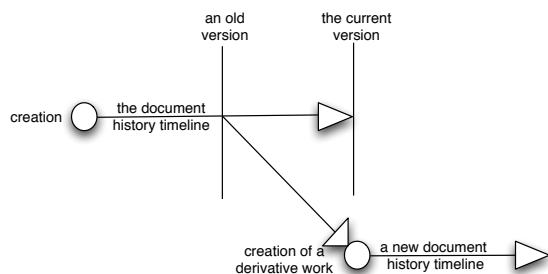 an old
version
the current
version
creation
the document
history timeline
creation of a
derivative work
a new document
history timeline